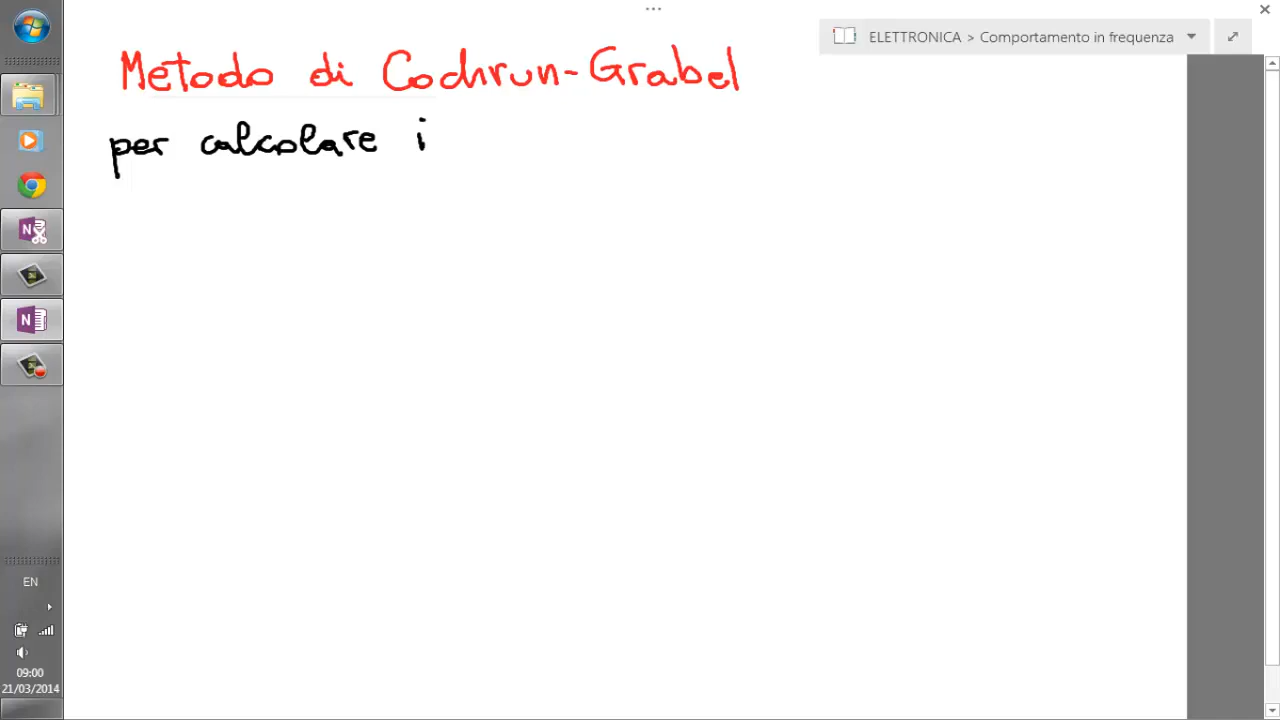 ELETTRONICA > Comportamento in frequenza
Metodo di Cochrun-Grabel
per calcolare i
EN
09:00
21/03/2014